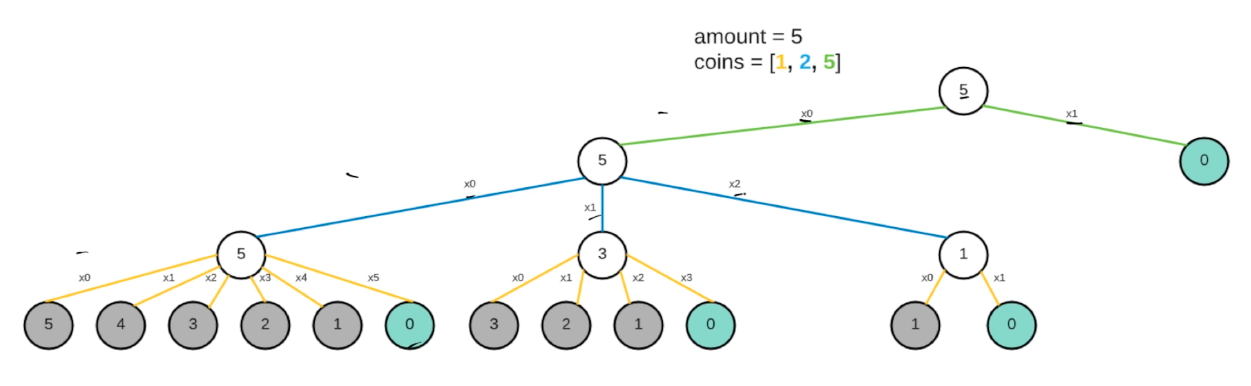 amount = 5
coins = [1, 2, 5]
5
x0 x1
5 0
x0 x1 x2
5 3 1
x0 x1 x2 x3 x4 x5 x0 x1 x2 x3 x0 x1
5 4 3 2 1 0 3 2 1 0 1 0